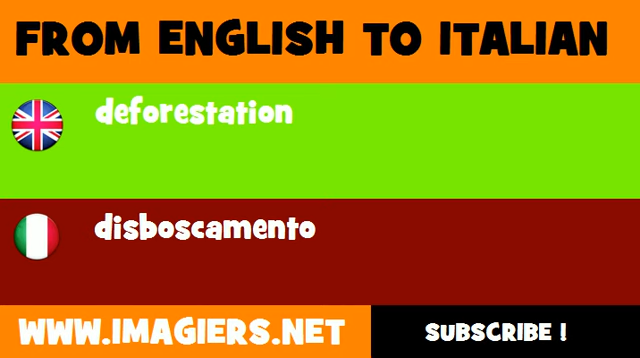 FROM ENGLISH TO ITALIAN
deforestation
disboscamento
WWW.IMAGIERS.NET
SUBSCRIBE !